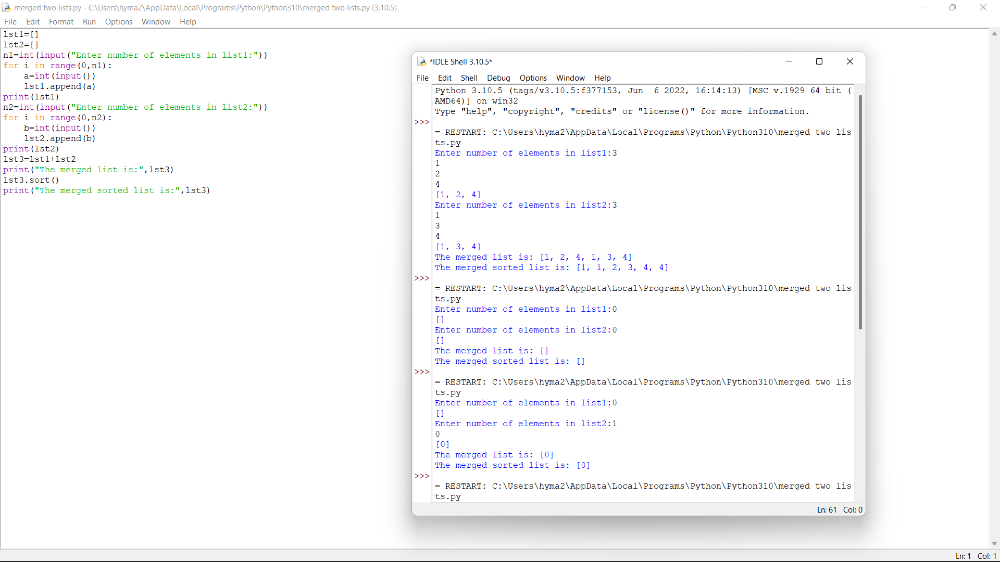 merged two lists.py - C:\Users\hyma2\AppData\Local\Programs\Python\Python310\merged two lists.py (3.10.5)
File Edit Format Run Options Window Help
lst1=[]
lst2=[]
n1=int(input("Enter number of elements in list1:"))
for i in range(0,n1):
    a=int(input())
    lst1.append(a)
print(lst1)
n2=int(input("Enter number of elements in list2:"))
for i in range(0,n2):
    b=int(input())
    lst2.append(b)
print(lst2)
lst3=lst1+lst2
print("The merged list is:",lst3)
lst3.sort()
print("The merged sorted list is:",lst3)
*IDLE Shell 3.10.5*
File Edit Shell Debug Options Window Help
Python 3.10.5 (tags/v3.10.5:f377153, Jun  6 2022, 16:14:13) [MSC v.1929 64 bit (
AMD64)] on win32
Type "help", "copyright", "credits" or "license()" for more information.
>>>
= RESTART: C:\Users\hyma2\AppData\Local\Programs\Python\Python310\merged two lis
ts.py
Enter number of elements in list1:3
1
2
4
[1, 2, 4]
Enter number of elements in list2:3
1
3
4
[1, 3, 4]
The merged list is: [1, 2, 4, 1, 3, 4]
The merged sorted list is: [1, 1, 2, 3, 4, 4]
>>>
= RESTART: C:\Users\hyma2\AppData\Local\Programs\Python\Python310\merged two lis
ts.py
Enter number of elements in list1:0
[]
Enter number of elements in list2:0
[]
The merged list is: []
The merged sorted list is: []
>>>
= RESTART: C:\Users\hyma2\AppData\Local\Programs\Python\Python310\merged two lis
ts.py
Enter number of elements in list1:0
[]
Enter number of elements in list2:1
0
[0]
The merged list is: [0]
The merged sorted list is: [0]
>>>
= RESTART: C:\Users\hyma2\AppData\Local\Programs\Python\Python310\merged two lis
ts.py
Ln: 61 Col: 0
Ln: 1 Col: 1